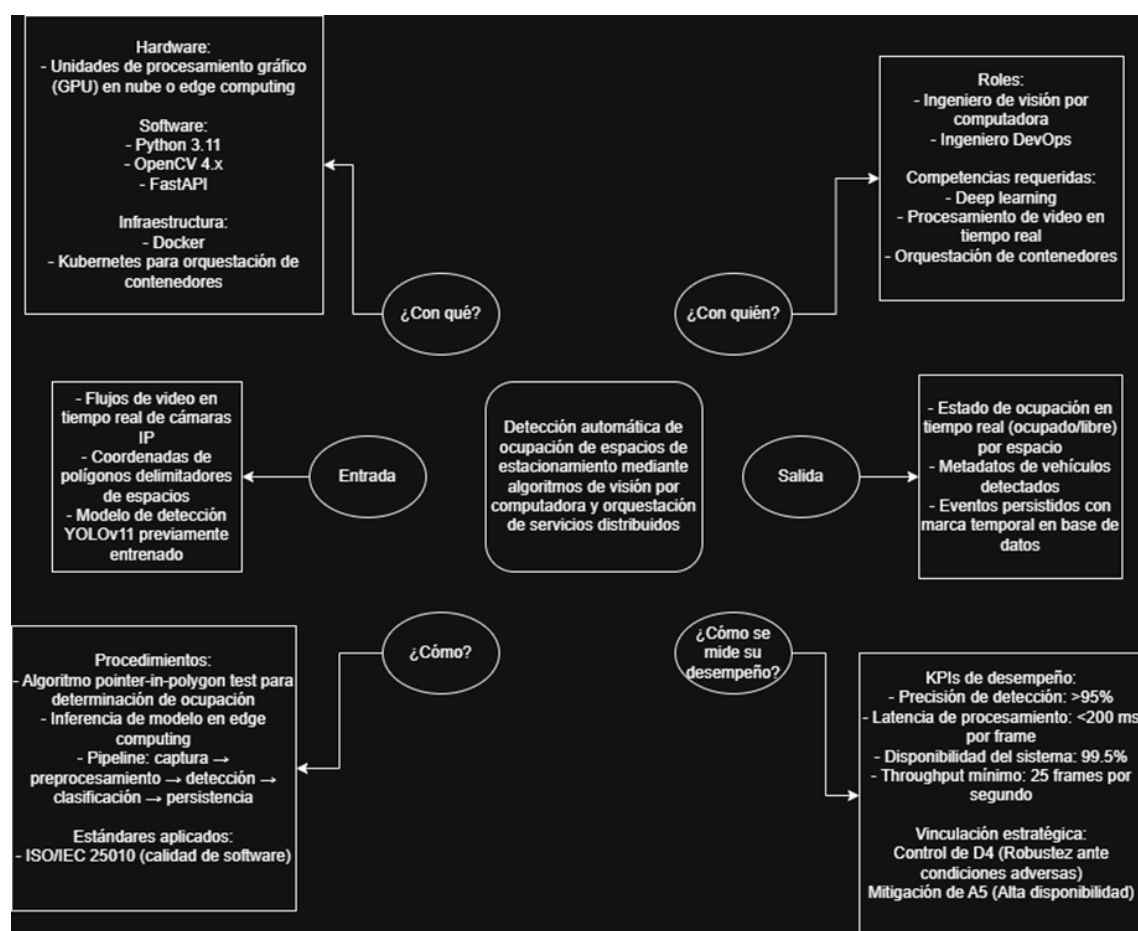 Hardware:
- Unidades de procesamiento gráfico
(GPU) en nube o edge computing
Software:
- Python 3.11
- OpenCV 4.x
- FastAPI
Infraestructura:
- Docker
- Kubernetes para orquestación de
contenedores
¿Con qué?
¿Con quién?
Roles:
- Ingeniero de visión por
computadora
- Ingeniero DevOps
Competencias requeridas:
- Deep learning
- Procesamiento de video en
tiempo real
- Orquestación de contenedores
- Flujos de video en
tiempo real de cámaras
IP
- Coordenadas de
polígonos delimitadores
de espacios
- Modelo de detección
YOLOv11 previamente
entrenado
Entrada
Detección automática de
ocupación de espacios de
estacionamiento mediante
algoritmos de visión por
computadora y orquestación
de servicios distribuidos
Salida
- Estado de ocupación en
tiempo real (ocupado/libre)
por espacio
- Metadatos de vehículos
detectados
- Eventos persistidos con
marca temporal en base de
datos
Procedimientos:
- Algoritmo pointer-in-polygon test para
determinación de ocupación
- Inferencia de modelo en edge
computing
- Pipeline: captura →
preprocesamiento → detección →
clasificación → persistencia
Estándares aplicados:
- ISO/IEC 25010 (calidad de software)
¿Cómo?
¿Cómo se
mide su
desempeño?
KPIs de desempeño:
- Precisión de detección: >95%
- Latencia de procesamiento: <200 ms
por frame
- Disponibilidad del sistema: 99.5%
- Throughput mínimo: 25 frames por
segundo
Vinculación estratégica:
Control de D4 (Robustez ante
condiciones adversas)
Mitigación de A5 (Alta disponibilidad)